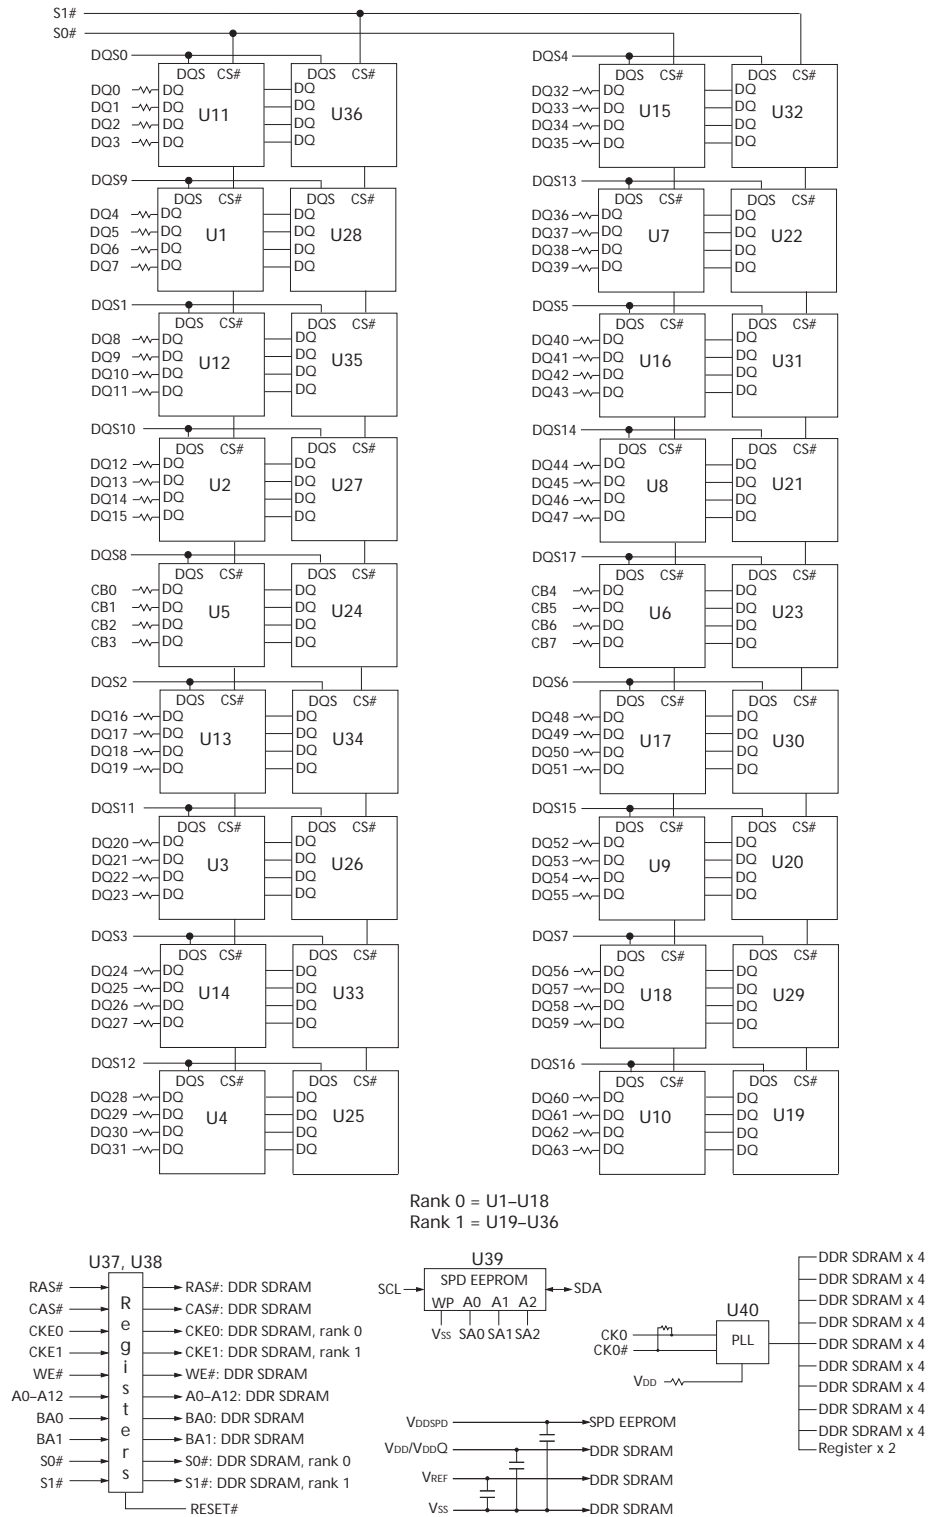 S1#
S0#
DQS0
DQS CS#
DQ0 DQ
DQ1 DQ
DQ2 DQ
DQ3 DQ
U11
DQS CS#
DQ
DQ
DQ
DQ
U36
DQS9
DQS CS#
DQ4 DQ
DQ5 DQ
DQ6 DQ
DQ7 DQ
U1
DQS CS#
DQ
DQ
DQ
DQ
U28
DQS1
DQS CS#
DQ8 DQ
DQ9 DQ
DQ10 DQ
DQ11 DQ
U12
DQS CS#
DQ
DQ
DQ
DQ
U35
DQS10
DQS CS#
DQ12 DQ
DQ13 DQ
DQ14 DQ
DQ15 DQ
U2
DQS CS#
DQ
DQ
DQ
DQ
U27
DQS8
DQS CS#
CB0 DQ
CB1 DQ
CB2 DQ
CB3 DQ
U5
DQS CS#
DQ
DQ
DQ
DQ
U24
DQS2
DQS CS#
DQ16 DQ
DQ17 DQ
DQ18 DQ
DQ19 DQ
U13
DQS CS#
DQ
DQ
DQ
DQ
U34
DQS11
DQS CS#
DQ20 DQ
DQ21 DQ
DQ22 DQ
DQ23 DQ
U3
DQS CS#
DQ
DQ
DQ
DQ
U26
DQS3
DQS CS#
DQ24 DQ
DQ25 DQ
DQ26 DQ
DQ27 DQ
U14
DQS CS#
DQ
DQ
DQ
DQ
U33
DQS12
DQS CS#
DQ28 DQ
DQ29 DQ
DQ30 DQ
DQ31 DQ
U4
DQS CS#
DQ
DQ
DQ
DQ
U25
DQS4
DQS CS#
DQ32 DQ
DQ33 DQ
DQ34 DQ
DQ35 DQ
U15
DQS CS#
DQ
DQ
DQ
DQ
U32
DQS13
DQS CS#
DQ36 DQ
DQ37 DQ
DQ38 DQ
DQ39 DQ
U7
DQS CS#
DQ
DQ
DQ
DQ
U22
DQS5
DQS CS#
DQ40 DQ
DQ41 DQ
DQ42 DQ
DQ43 DQ
U16
DQS CS#
DQ
DQ
DQ
DQ
U31
DQS14
DQS CS#
DQ44 DQ
DQ45 DQ
DQ46 DQ
DQ47 DQ
U8
DQS CS#
DQ
DQ
DQ
DQ
U21
DQS17
DQS CS#
CB4 DQ
CB5 DQ
CB6 DQ
CB7 DQ
U6
DQS CS#
DQ
DQ
DQ
DQ
U23
DQS6
DQS CS#
DQ48 DQ
DQ49 DQ
DQ50 DQ
DQ51 DQ
U17
DQS CS#
DQ
DQ
DQ
DQ
U30
DQS15
DQS CS#
DQ52 DQ
DQ53 DQ
DQ54 DQ
DQ55 DQ
U9
DQS CS#
DQ
DQ
DQ
DQ
U20
DQS7
DQS CS#
DQ56 DQ
DQ57 DQ
DQ58 DQ
DQ59 DQ
U18
DQS CS#
DQ
DQ
DQ
DQ
U29
DQS16
DQS CS#
DQ60 DQ
DQ61 DQ
DQ62 DQ
DQ63 DQ
U10
DQS CS#
DQ
DQ
DQ
DQ
U19
Rank 0 = U1–U18
Rank 1 = U19–U36
U37, U38
Registers
RAS# RAS#: DDR SDRAM
CAS# CAS#: DDR SDRAM
CKE0 CKE0: DDR SDRAM, rank 0
CKE1 CKE1: DDR SDRAM, rank 1
WE# WE#: DDR SDRAM
A0–A12 A0–A12: DDR SDRAM
BA0 BA0: DDR SDRAM
BA1 BA1: DDR SDRAM
S0# S0#: DDR SDRAM, rank 0
S1# S1#: DDR SDRAM, rank 1
RESET#
U39
SPD EEPROM
SCL SDA
WP A0 A1 A2
VSS SA0 SA1 SA2
U40
PLL
CK0
CK0#
VDD
DDR SDRAM x 4
DDR SDRAM x 4
DDR SDRAM x 4
DDR SDRAM x 4
DDR SDRAM x 4
DDR SDRAM x 4
DDR SDRAM x 4
DDR SDRAM x 4
DDR SDRAM x 4
Register x 2
VDDSPD SPD EEPROM
VDD/VDDQ DDR SDRAM
VREF DDR SDRAM
VSS DDR SDRAM